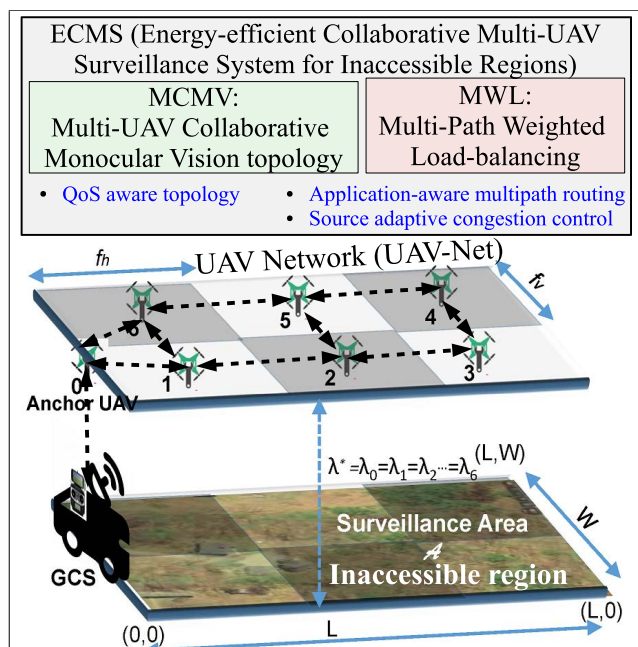 ECMS (Energy-efficient Collaborative Multi-UAV
Surveillance System for Inaccessible Regions)
MCMV:
Multi-UAV Collaborative
Monocular Vision topology
MWL:
Multi-Path Weighted
Load-balancing
• QoS aware topology
• Application-aware multipath routing
• Source adaptive congestion control
fh
UAV Network (UAV-Net)
fv
6
5
4
0
1
2
3
Anchor UAV
λ* =λ0=λ1=λ2...=λ6
(L,W)
W
Surveillance Area
𝒜
Inaccessible region
GCS
(0,0)
L
(L,0)